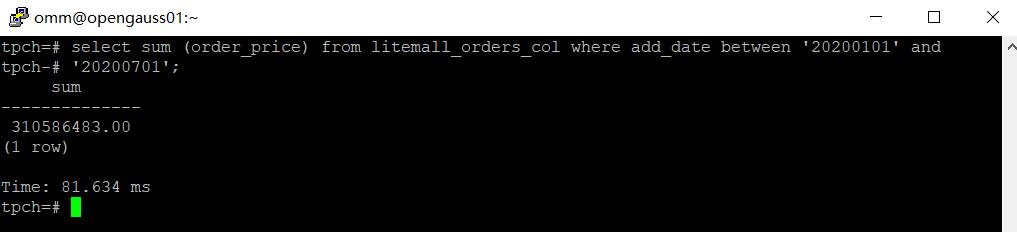 omm@opengauss01:~
tpch=# select sum (order_price) from litemall_orders_col where add_date between '20200101' and
tpch-# '20200701';
     sum
--------------
 310586483.00
(1 row)

Time: 81.634 ms
tpch=#